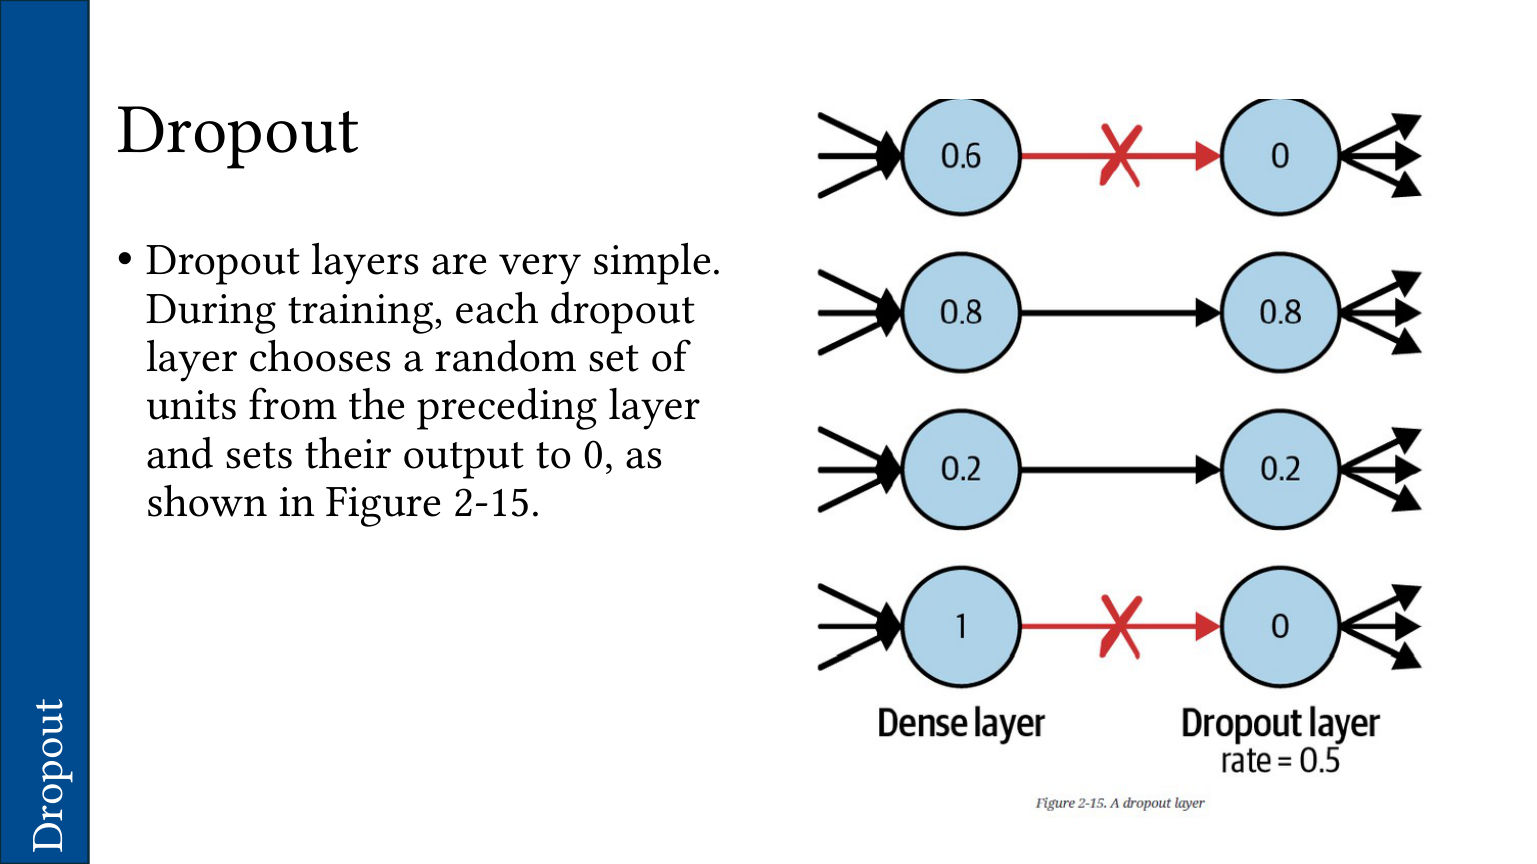 Dropout
• Dropout layers are very simple.
During training, each dropout
layer chooses a random set of
units from the preceding layer
and sets their output to 0, as
shown in Figure 2-15.
0.6
0
0.8
0.8
0.2
0.2
1
0
Dense layer
Dropout layer
rate = 0.5
Figure 2-15. A dropout layer
Dropout